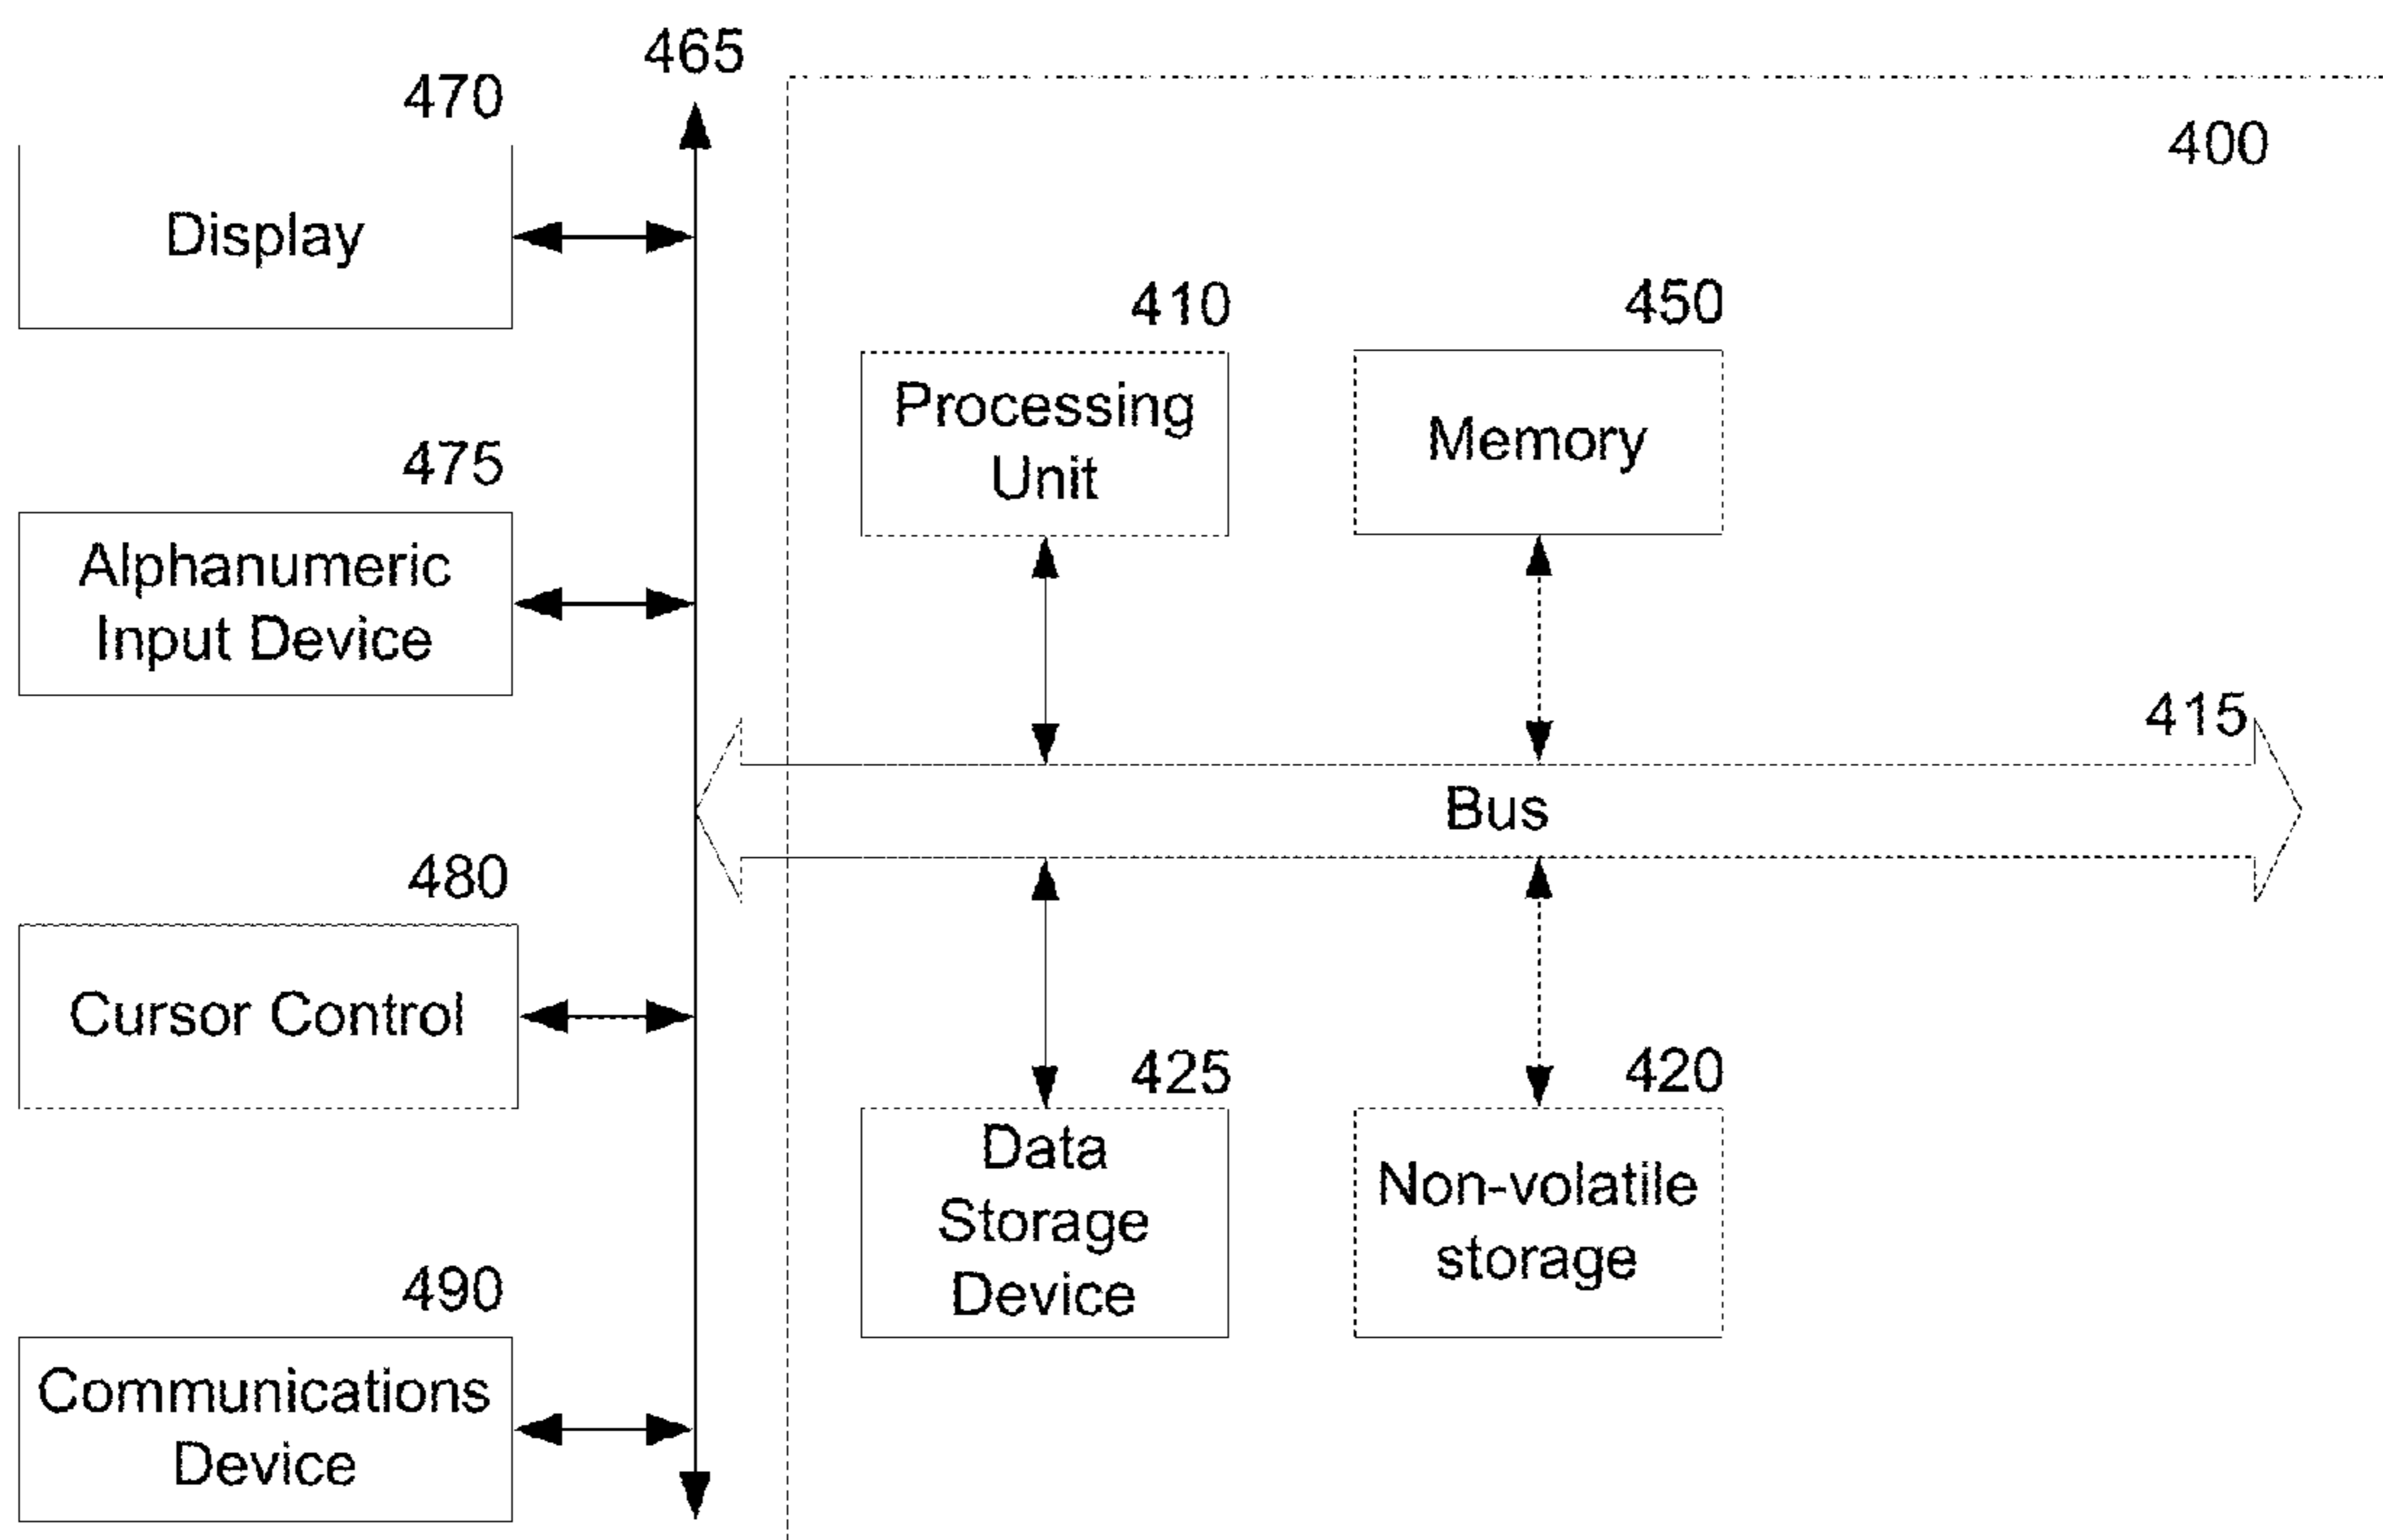 465
470
400
Display
410
450
Processing
Unit
Memory
475
Alphanumeric
Input Device
415
Bus
480
Cursor Control
425
420
Data
Storage
Device
Non-volatile
storage
490
Communications
Device